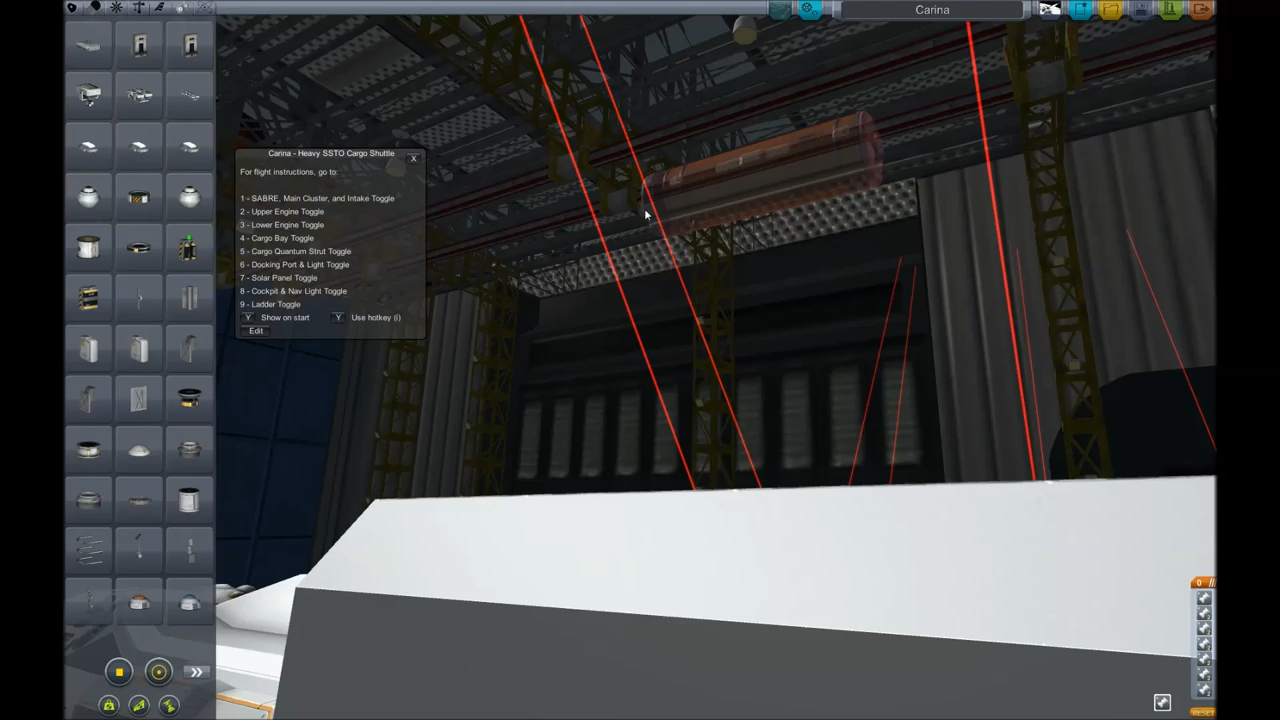 Carina
Carina - Heavy SSTO Cargo Shuttle
X
For flight instructions, go to:
1 - SABRE, Main Cluster, and Intake Toggle
2 - Upper Engine Toggle
3 - Lower Engine Toggle
4 - Cargo Bay Toggle
5 - Cargo Quantum Strut Toggle
6 - Docking Port & Light Toggle
7 - Solar Panel Toggle
8 - Cockpit & Nav Light Toggle
9 - Ladder Toggle
Y Show on start Y Use hotkey (i)
Edit
0
RESET